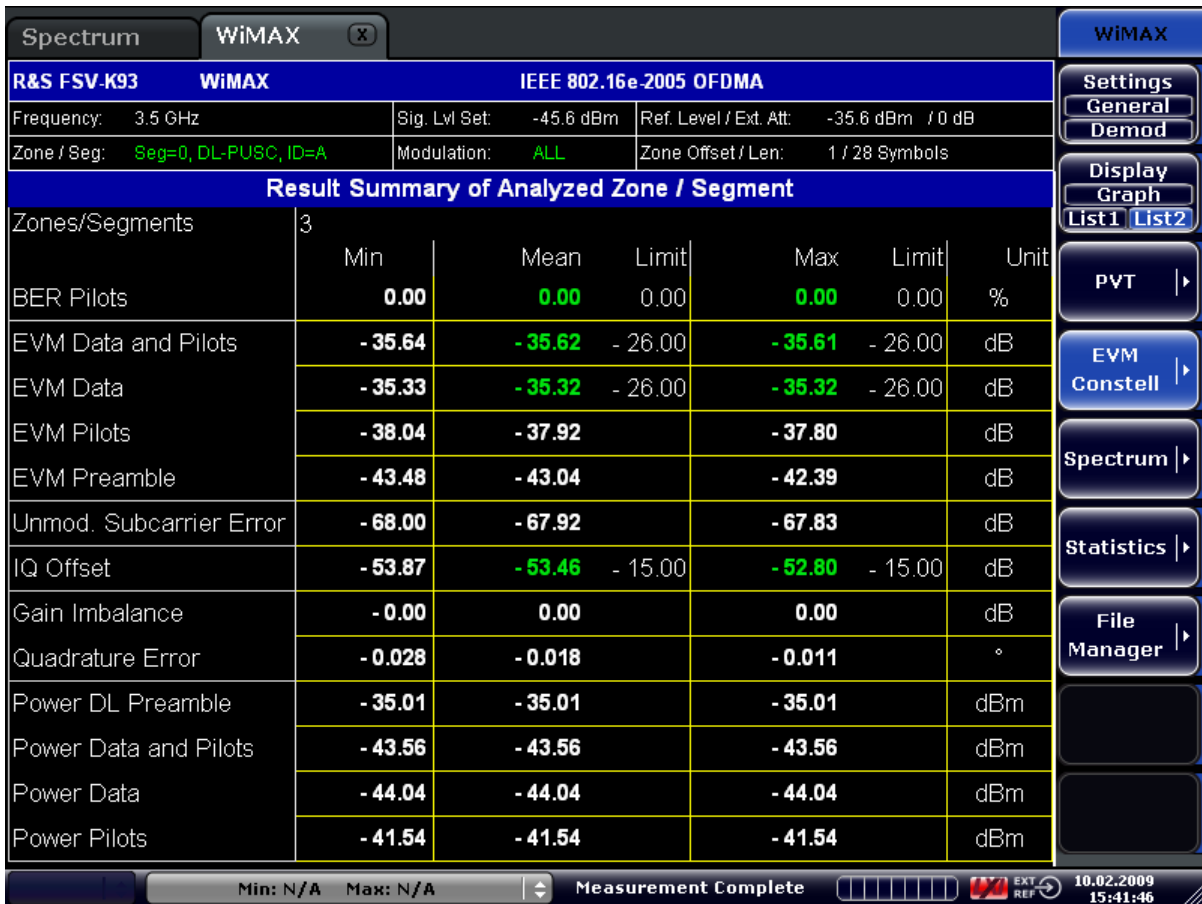 Spectrum WiMAX X WiMAX
R&S FSV-K93 WiMAX IEEE 802.16e-2005 OFDMA
Frequency: 3.5 GHz Sig. Lvl Set: -45.6 dBm Ref. Level / Ext. Att: -35.6 dBm / 0 dB
Zone / Seg: Seg=0, DL-PUSC, ID=A Modulation: ALL Zone Offset / Len: 1 / 28 Symbols
Result Summary of Analyzed Zone / Segment
Zones/Segments 3
Min Mean Limit Max Limit Unit
BER Pilots 0.00 0.00 0.00 0.00 0.00 %
EVM Data and Pilots - 35.64 - 35.62 - 26.00 - 35.61 - 26.00 dB
EVM Data - 35.33 - 35.32 - 26.00 - 35.32 - 26.00 dB
EVM Pilots - 38.04 - 37.92 - 37.80 dB
EVM Preamble - 43.48 - 43.04 - 42.39 dB
Unmod. Subcarrier Error - 68.00 - 67.92 - 67.83 dB
IQ Offset - 53.87 - 53.46 - 15.00 - 52.80 - 15.00 dB
Gain Imbalance - 0.00 0.00 0.00 dB
Quadrature Error - 0.028 - 0.018 - 0.011 °
Power DL Preamble - 35.01 - 35.01 - 35.01 dBm
Power Data and Pilots - 43.56 - 43.56 - 43.56 dBm
Power Data - 44.04 - 44.04 - 44.04 dBm
Power Pilots - 41.54 - 41.54 - 41.54 dBm
Settings
General
Demod
Display
Graph
List1 List2
PVT
EVM
Constell
Spectrum
Statistics
File
Manager
Min: N/A Max: N/A Measurement Complete LXI EXT REF
10.02.2009
15:41:46